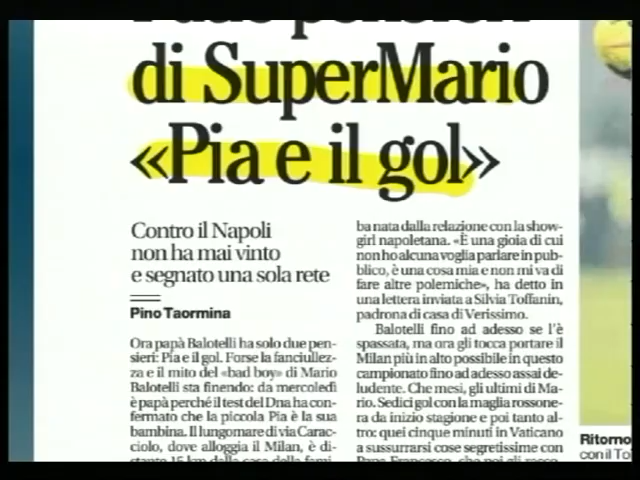 di SuperMario
«Pia e il gol»
Contro il Napoli
non ha mai vinto
e segnato una sola rete
Pino Taormina
Ora papà Balotelli ha solo due pen-
sieri: Pia e il gol. Forse la fanciullez-
za e il mito del «bad boy» di Mario
Balotelli sta finendo: da mercoledì
è papà perché il test del Dna ha con-
fermato che la piccola Pia è la sua
bambina. Il lungomare di via Carac-
ciolo, dove alloggia il Milan, è di-
ba nata dalla relazione con la show-
girl napoletana. «È una gioia di cui
non ho alcuna voglia parlare in pub-
blico, è una cosa mia e non mi va di
fare altre polemiche», ha detto in
una lettera inviata a Silvia Toffanin,
padrona di casa di Verissimo.
Balotelli fino ad adesso se l'è
spassata, ma ora gli tocca portare il
Milan più in alto possibile in questo
campionato fino ad adesso assai de-
ludente. Che mesi, gli ultimi di Ma-
rio. Sedici gol con la maglia rossone-
ra da inizio stagione e poi tanto al-
tro: quei cinque minuti in Vaticano
a sussurrarsi cose segretissime con
Ritorno
con il To